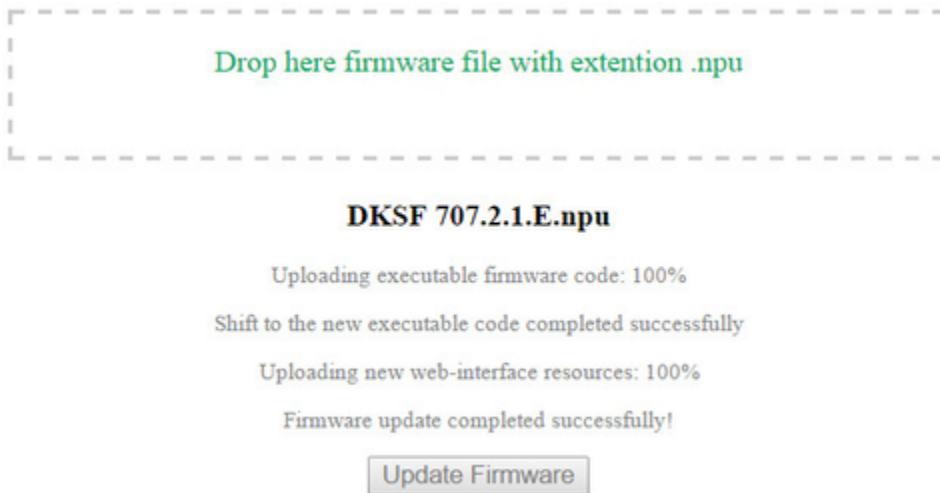 Drop here firmware file with extention .npu
DKSF 707.2.1.E.npu
Uploading executable firmware code: 100%
Shift to the new executable code completed successfully
Uploading new web-interface resources: 100%
Firmware update completed successfully!
Update Firmware